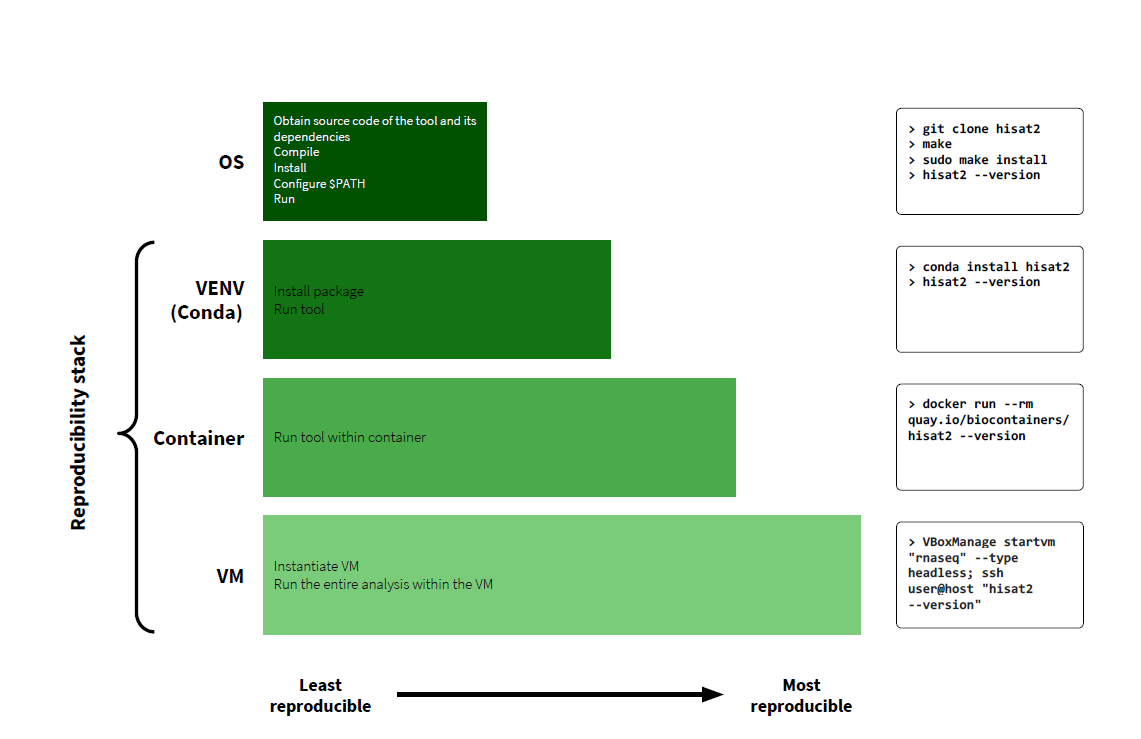 OS
Obtain source code of the tool and its
dependencies
Compile
Install
Configure $PATH
Run
> git clone hisat2
> make
> sudo make install
> hisat2 --version
Reproducibility stack
VENV
(Conda)
Install package
Run tool
> conda install hisat2
> hisat2 --version
Container
Run tool within container
> docker run --rm
quay.io/biocontainers/
hisat2 --version
VM
Instantiate VM
Run the entire analysis within the VM
> VBoxManage startvm
"rnaseq" --type
headless; ssh
user@host "hisat2
--version"
Least
reproducible
Most
reproducible